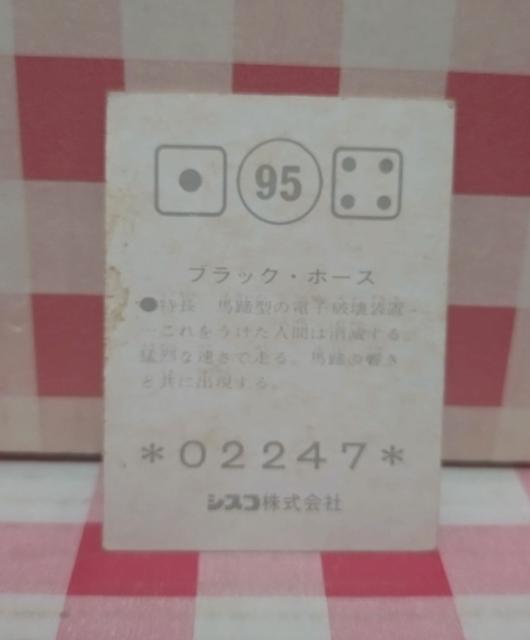 95
ブラック・ホース
●特長 馬蹄型の電子破壊装置‥
‥これをうけた人間は消滅する。
猛烈な速さで走る。馬蹄の響き
と共に出現する。
*02247*
シスコ株式会社